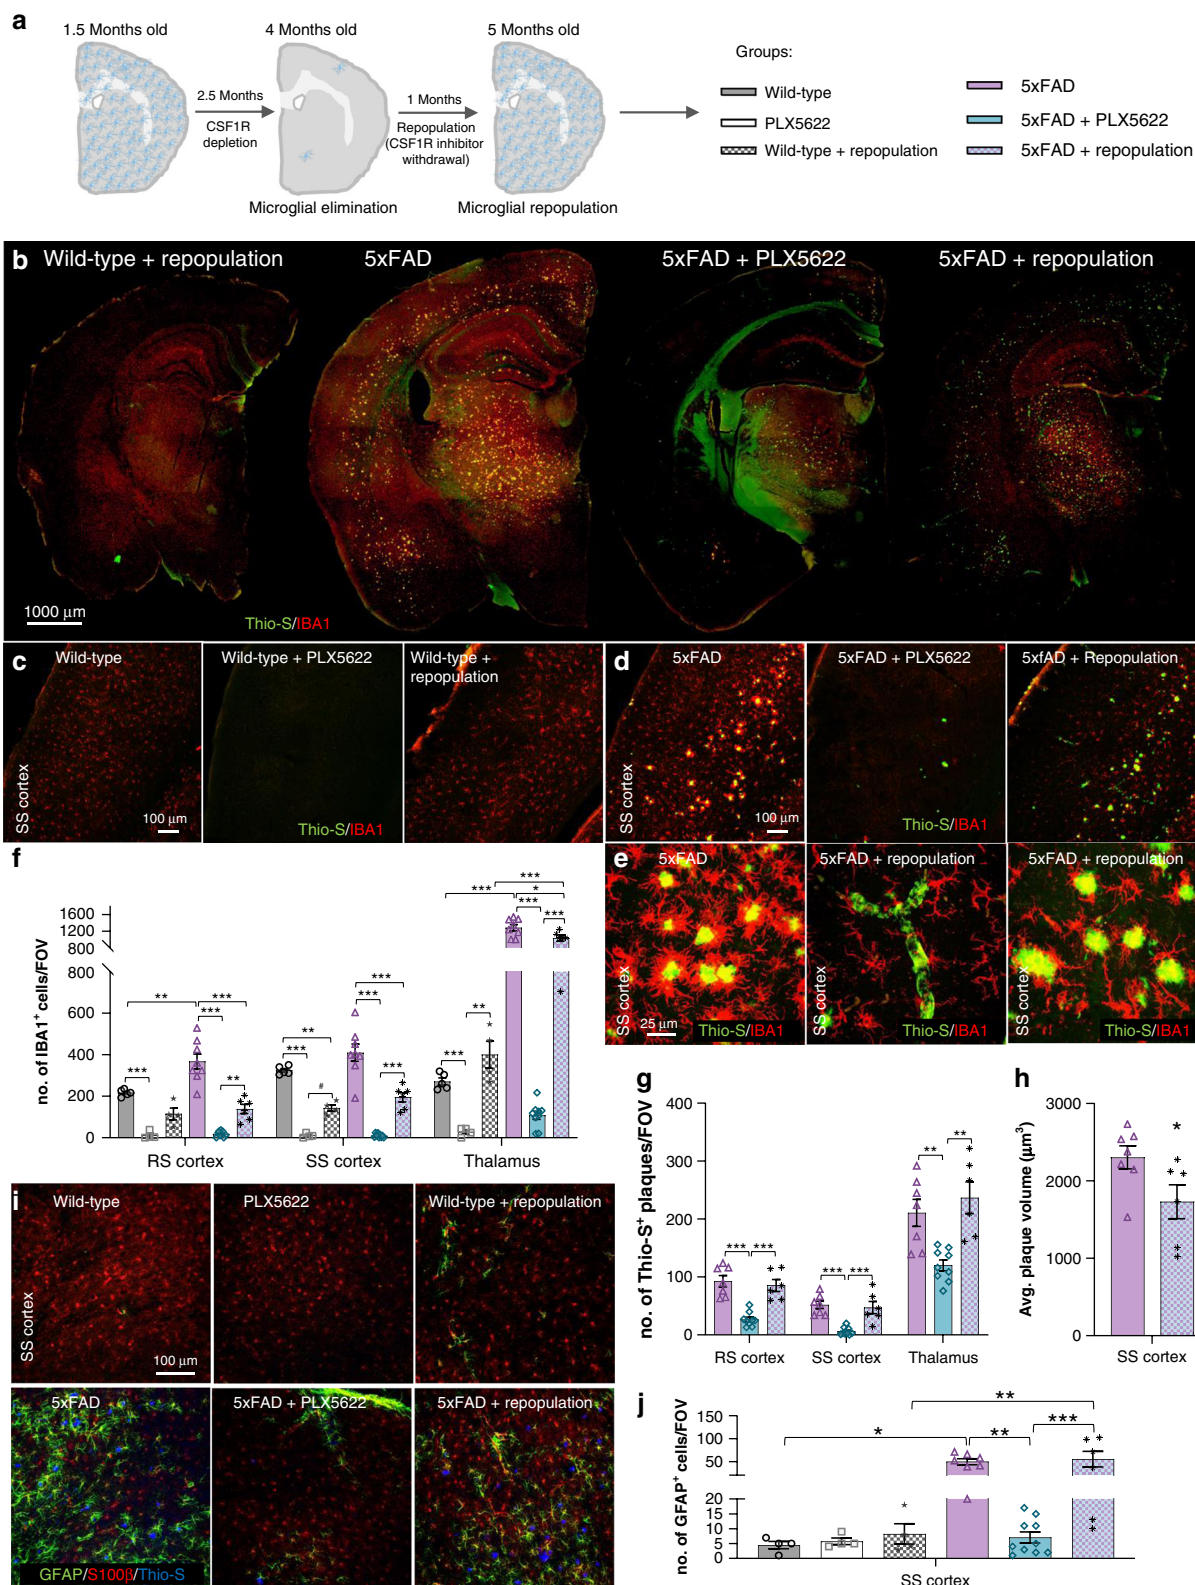 a
1.5 Months old
4 Months old
5 Months old
2.5 Months
CSF1R
depletion
1 Months
Repopulation
(CSF1R inhibitor
withdrawal)
Microglial elimination
Microglial repopulation
Groups:
Wild-type
PLX5622
Wild-type + repopulation
5xFAD
5xFAD + PLX5622
5xFAD + repopulation
b
Wild-type + repopulation
5xFAD
5xFAD + PLX5622
5xFAD + repopulation
1000 μm
Thio-S/IBA1
c
Wild-type
Wild-type + PLX5622
Wild-type +
repopulation
SS cortex
100 μm
Thio-S/IBA1
d
5xFAD
5xFAD + PLX5622
5xfAD + Repopulation
SS cortex
100 μm
Thio-S/IBA1
e
5xFAD
5xFAD + repopulation
5xFAD + repopulation
SS cortex
25 μm
Thio-S/IBA1
SS cortex
Thio-S/IBA1
SS cortex
Thio-S/IBA1
f
no. of IBA1+ cells/FOV
1600
1200
800
800
600
400
200
0
***
**
***
***
**
***
**
#
***
***
***
***
**
***
***
*
***
***
RS cortex
SS cortex
Thalamus
g
no. of Thio-S+ plaques/FOV
400
300
200
100
0
***
***
***
***
**
**
RS cortex
SS cortex
Thalamus
h
Avg. plaque volume (μm3)
3000
2000
1000
0
*
SS cortex
i
Wild-type
PLX5622
Wild-type + repopulation
SS cortex
100 μm
5xFAD
5xFAD + PLX5622
5xFAD + repopulation
GFAP/S100β/Thio-S
j
no. of GFAP+ cells/FOV
150
100
50
20
15
10
5
0
*
**
**
***
SS cortex